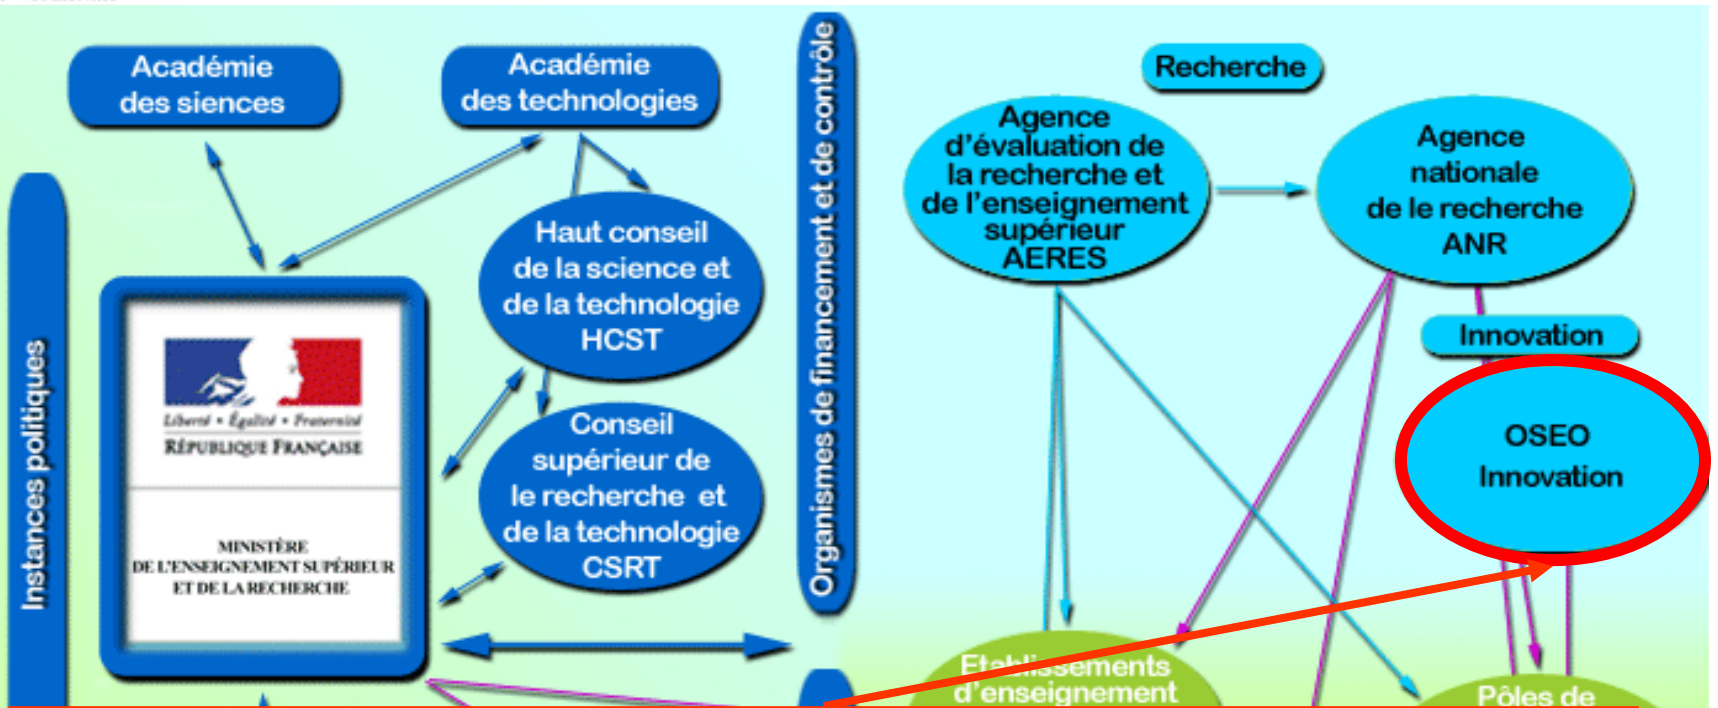 Académie
des siences
Académie
des technologies
Instances politiques
Haut conseil
de la science et
de la technologie
HCST
Liberté • Égalité • Fraternité
RÉPUBLIQUE FRANÇAISE
MINISTÈRE
DE L'ENSEIGNEMENT SUPÉRIEUR
ET DE LA RECHERCHE
Conseil
supérieur de
le recherche et
de la technologie
CSRT
Organismes de financement et de contrôle
Recherche
Agence
d'évaluation de
la recherche et
de l'enseignement
supérieur
AERES
Agence
nationale
de le recherche
ANR
Innovation
OSEO
Innovation
Etablissements
d'enseignement
Pôles de